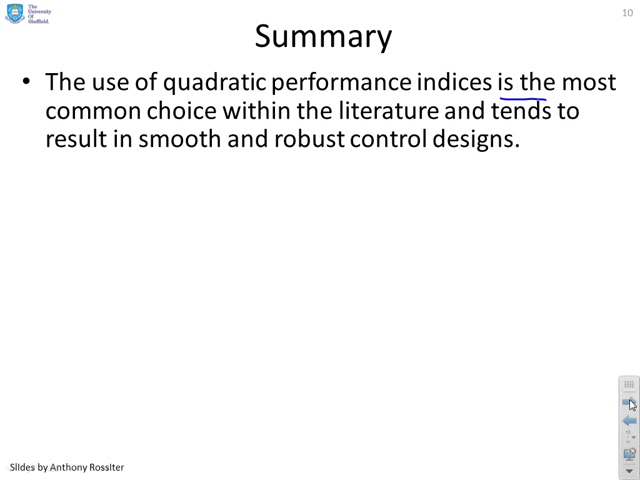 The
University
Of
Sheffield.
10
Summary
• The use of quadratic performance indices is the most
common choice within the literature and tends to
result in smooth and robust control designs.
Slides by Anthony Rossiter